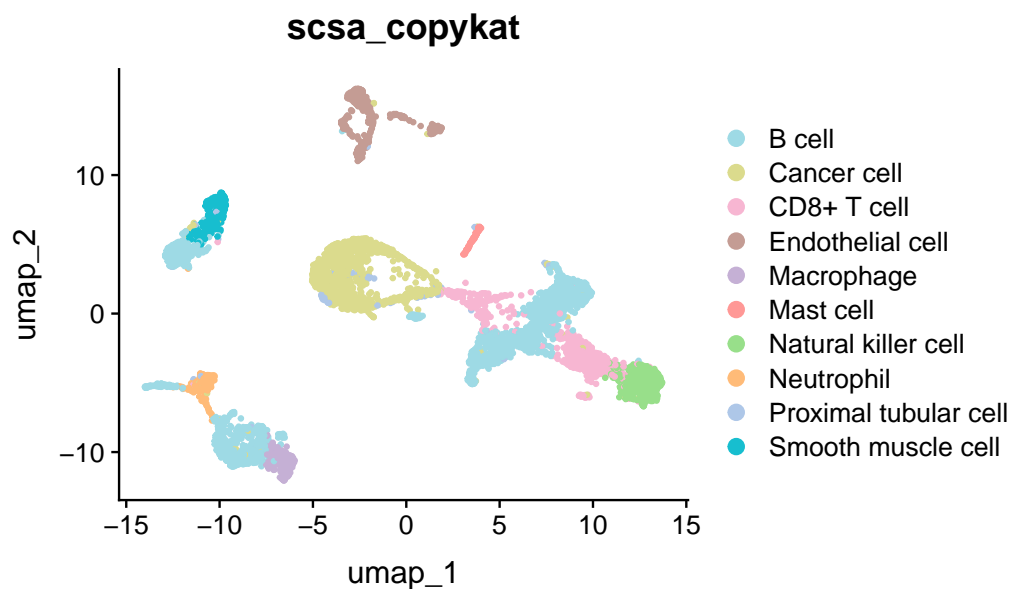 scsa_copykat
umap_2
10
0
−10
−15 −10 −5 0 5 10 15
umap_1
B cell
Cancer cell
CD8+ T cell
Endothelial cell
Macrophage
Mast cell
Natural killer cell
Neutrophil
Proximal tubular cell
Smooth muscle cell